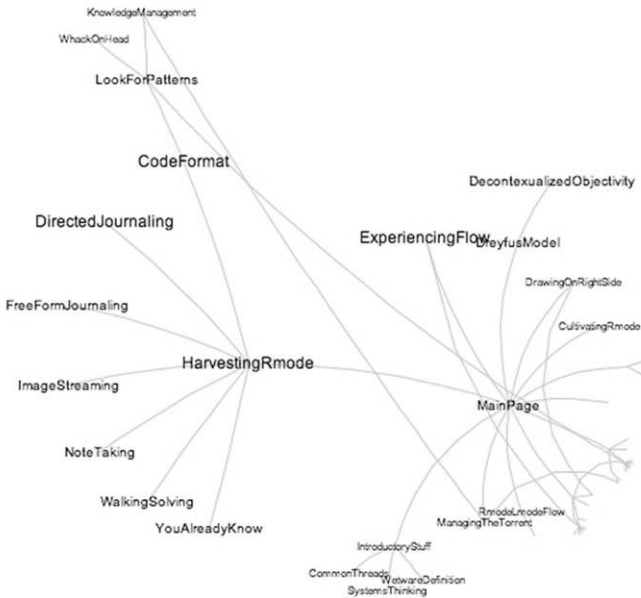 KnowledgeManagement
WhackOnHead
LookForPatterns
CodeFormat
DecontexualizedObjectivity
DirectedJournaling
ExperiencingFlow
DreyfusModel
DrawingOnRightSide
FreeFormJournaling
CultivatingRmode
HarvestingRmode
ImageStreaming
MainPage
NoteTaking
WalkingSolving
RmodeLmodeFlow
ManagingTheTorrent
YouAlreadyKnow
IntroductoryStuff
CommonThreads
WetwareDefinition
SystemsThinking